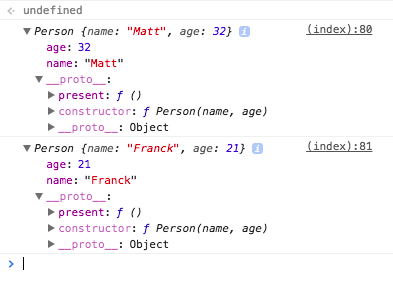 undefined
Person {name: "Matt", age: 32} i (index):80
age: 32
name: "Matt"
__proto__:
present: ƒ ()
constructor: ƒ Person(name, age)
__proto__: Object
Person {name: "Franck", age: 21} i (index):81
age: 21
name: "Franck"
__proto__:
present: ƒ ()
constructor: ƒ Person(name, age)
__proto__: Object